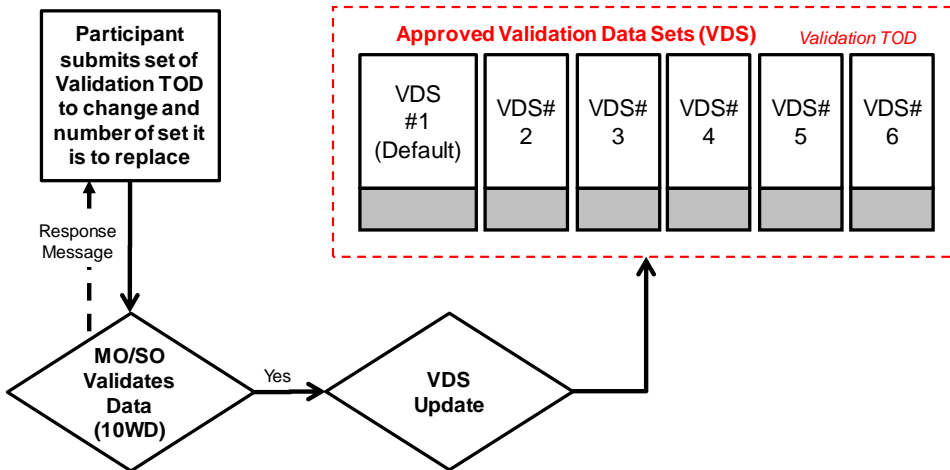 Participant
submits set of
Validation TOD
to change and
number of set it
is to replace
Approved Validation Data Sets (VDS)
Validation TOD
VDS
#1
(Default)
VDS#
2
VDS#
3
VDS#
4
VDS#
5
VDS#
6
Response
Message
MO/SO
Validates
Data
(10WD)
Yes
VDS
Update